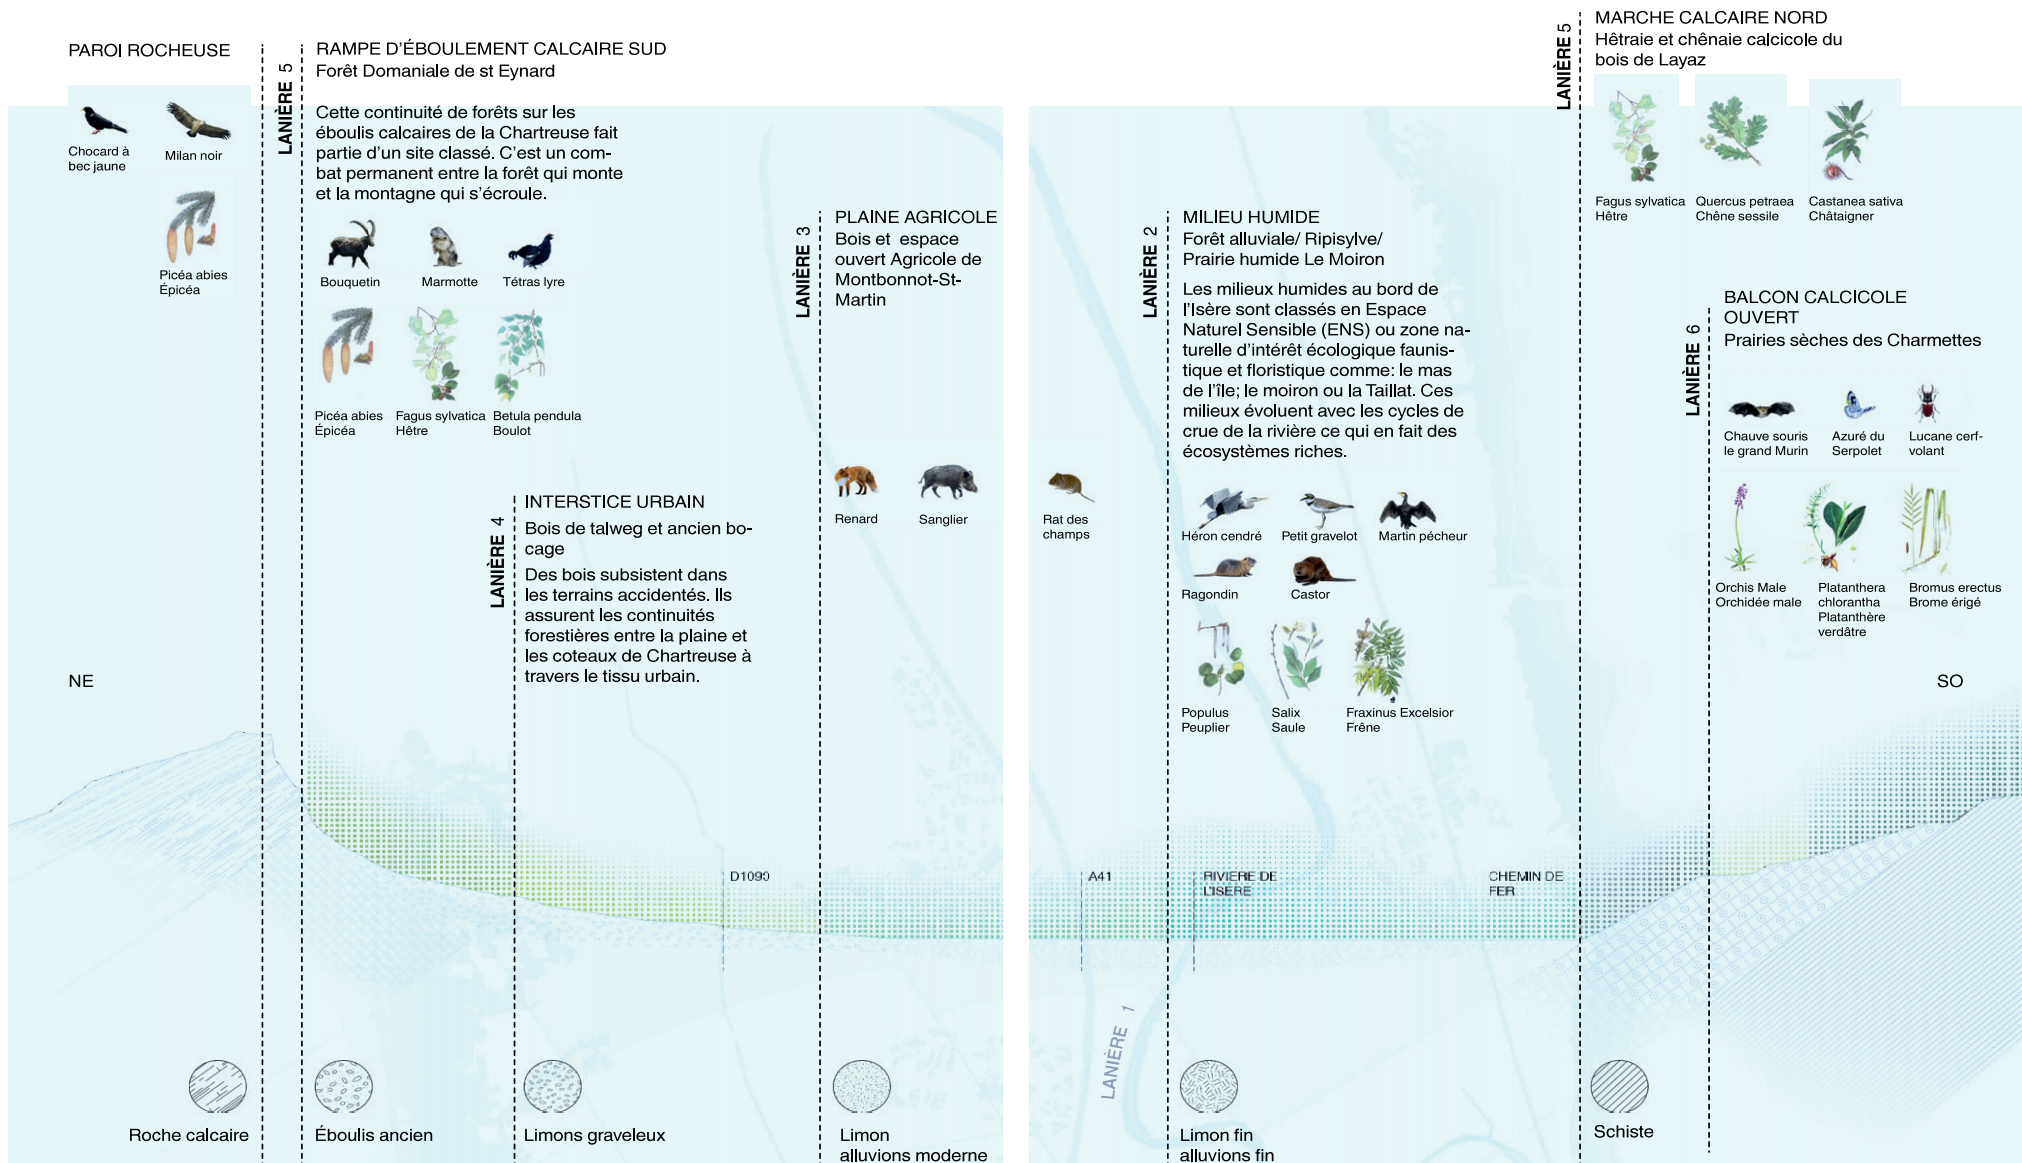 PAROI ROCHEUSE
Chocard à
bec jaune
Milan noir
Picéa abies
Épicéa
LANIÈRE 5
RAMPE D'ÉBOULEMENT CALCAIRE SUD
Forêt Domaniale de st Eynard
Cette continuité de forêts sur les
éboulis calcaires de la Chartreuse fait
partie d'un site classé. C'est un com-
bat permanent entre la forêt qui monte
et la montagne qui s'écroule.
Bouquetin
Marmotte
Tétras lyre
Picéa abies
Épicéa
Fagus sylvatica
Hêtre
Betula pendula
Boulot
LANIÈRE 4
INTERSTICE URBAIN
Bois de talweg et ancien bo-
cage
Des bois subsistent dans
les terrains accidentés. Ils
assurent les continuités
forestières entre la plaine et
les coteaux de Chartreuse à
travers le tissu urbain.
LANIÈRE 3
PLAINE AGRICOLE
Bois et espace
ouvert Agricole de
Montbonnot-St-
Martin
Renard
Sanglier
Rat des
champs
LANIÈRE 2
MILIEU HUMIDE
Forêt alluviale/ Ripisylve/
Prairie humide Le Moiron
Les milieux humides au bord de
l'Isère sont classés en Espace
Naturel Sensible (ENS) ou zone na-
turelle d'intérêt écologique faunis-
tique et floristique comme: le mas
de l'île; le moiron ou la Taillat. Ces
milieux évoluent avec les cycles de
crue de la rivière ce qui en fait des
écosystèmes riches.
Héron cendré
Petit gravelot
Martin pécheur
Ragondin
Castor
Populus
Peuplier
Salix
Saule
Fraxinus Excelsior
Frêne
LANIÈRE 5
MARCHE CALCAIRE NORD
Hêtraie et chênaie calcicole du
bois de Layaz
Fagus sylvatica
Hêtre
Quercus petraea
Chêne sessile
Castanea sativa
Châtaigner
LANIÈRE 6
BALCON CALCICOLE
OUVERT
Prairies sèches des Charmettes
Chauve souris
le grand Murin
Azuré du
Serpolet
Lucane cerf-
volant
Orchis Male
Orchidée male
Platanthera
chlorantha
Platanthère
verdâtre
Bromus erectus
Brome érigé
NE
SO
D1090
A41
RIVIERE DE
L'ISERE
CHEMIN DE
FER
LANIÈRE 1
Roche calcaire
Éboulis ancien
Limons graveleux
Limon
alluvions moderne
Limon fin
alluvions fin
Schiste